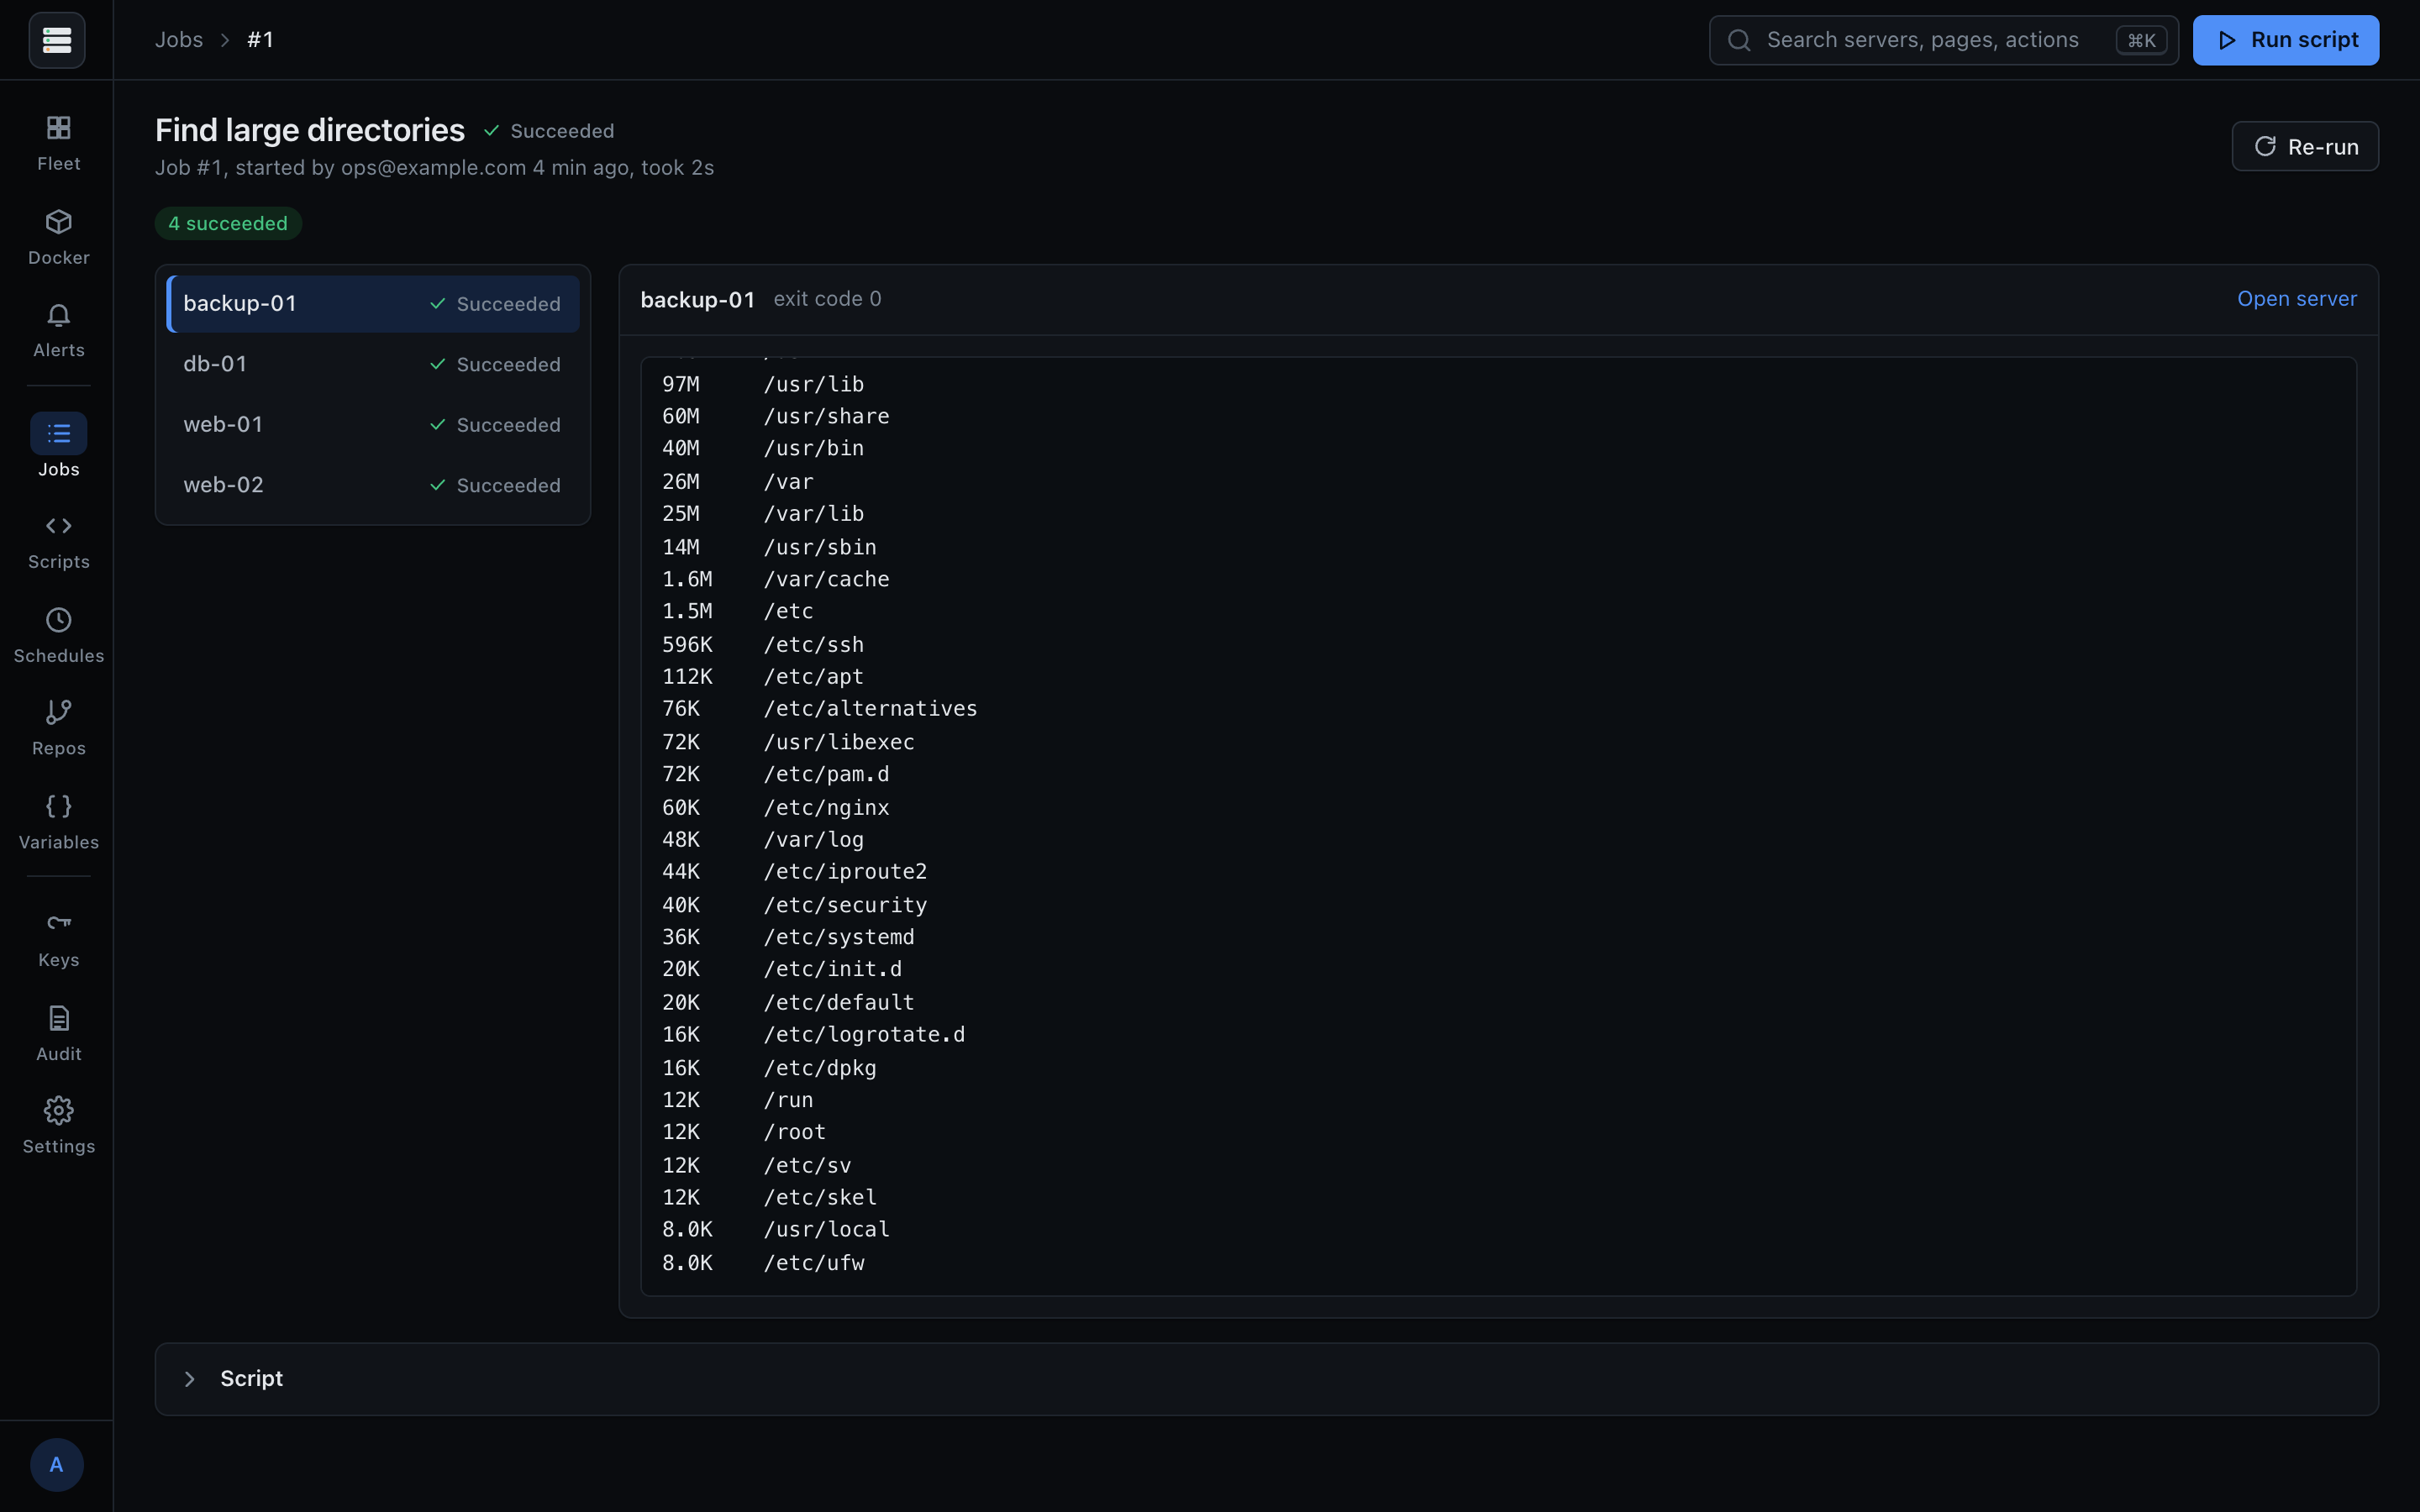 Jobs > #1
Search servers, pages, actions
⌘K
Run script
Fleet
Docker
Alerts
Jobs
Scripts
Schedules
Repos
Variables
Keys
Audit
Settings
A
Find large directories
Succeeded
Job #1, started by ops@example.com 4 min ago, took 2s
Re-run
4 succeeded
backup-01 Succeeded
db-01 Succeeded
web-01 Succeeded
web-02 Succeeded
backup-01 exit code 0
Open server
97M /usr/lib
60M /usr/share
40M /usr/bin
26M /var
25M /var/lib
14M /usr/sbin
1.6M /var/cache
1.5M /etc
596K /etc/ssh
112K /etc/apt
76K /etc/alternatives
72K /usr/libexec
72K /etc/pam.d
60K /etc/nginx
48K /var/log
44K /etc/iproute2
40K /etc/security
36K /etc/systemd
20K /etc/init.d
20K /etc/default
16K /etc/logrotate.d
16K /etc/dpkg
12K /run
12K /root
12K /etc/sv
12K /etc/skel
8.0K /usr/local
8.0K /etc/ufw
Script